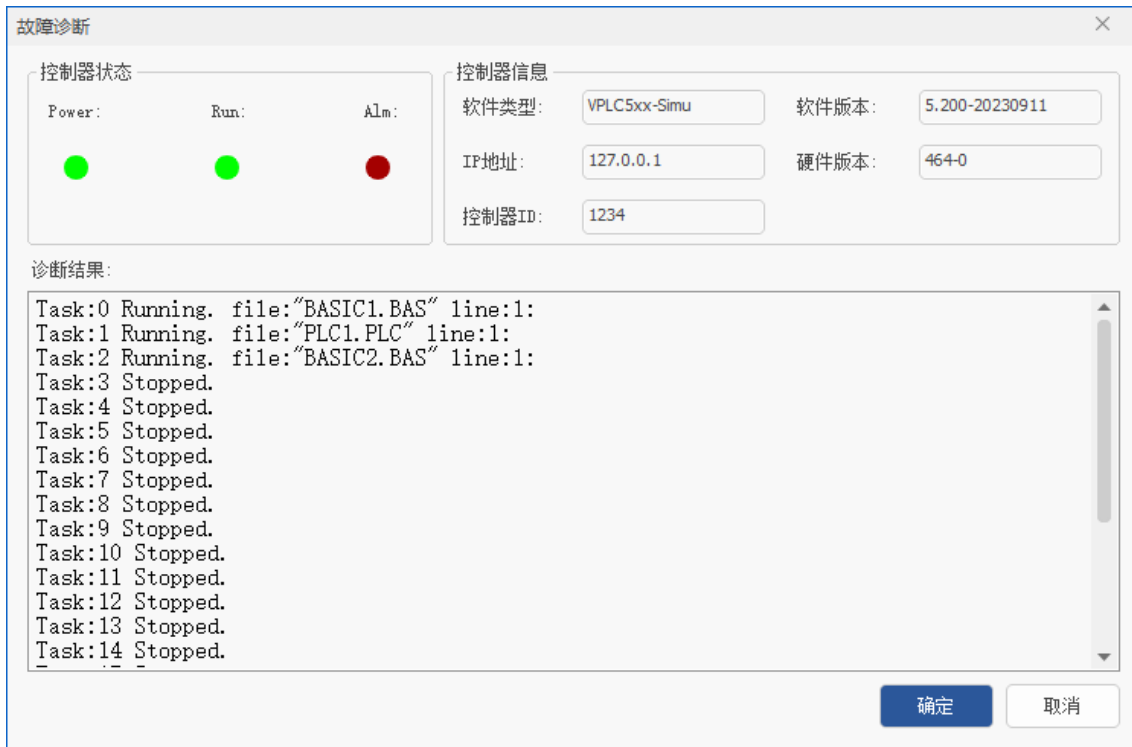 故障诊断
控制器状态
Power:
Run:
Alm:
控制器信息
软件类型:
VPLC5xx-Simu
软件版本:
5.200-20230911
IP地址:
127.0.0.1
硬件版本:
464-0
控制器ID:
1234
诊断结果:
Task:0 Running. file:"BASIC1.BAS" line:1:
Task:1 Running. file:"PLC1.PLC" line:1:
Task:2 Running. file:"BASIC2.BAS" line:1:
Task:3 Stopped.
Task:4 Stopped.
Task:5 Stopped.
Task:6 Stopped.
Task:7 Stopped.
Task:8 Stopped.
Task:9 Stopped.
Task:10 Stopped.
Task:11 Stopped.
Task:12 Stopped.
Task:13 Stopped.
Task:14 Stopped.
确定
取消